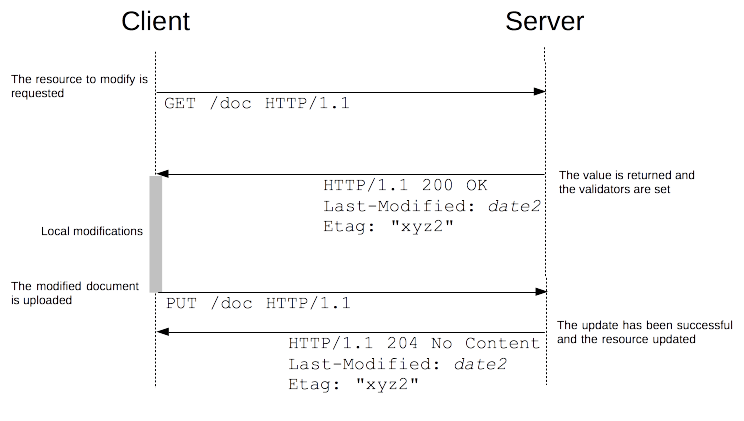 Client
Server
The resource to modify is
requested
GET /doc HTTP/1.1
HTTP/1.1 200 OK
Last-Modified: date2
Etag: "xyz2"
The value is returned and
the validators are set
Local modifications
The modified document
is uploaded
PUT /doc HTTP/1.1
HTTP/1.1 204 No Content
Last-Modified: date2
Etag: "xyz2"
The update has been successful
and the resource updated